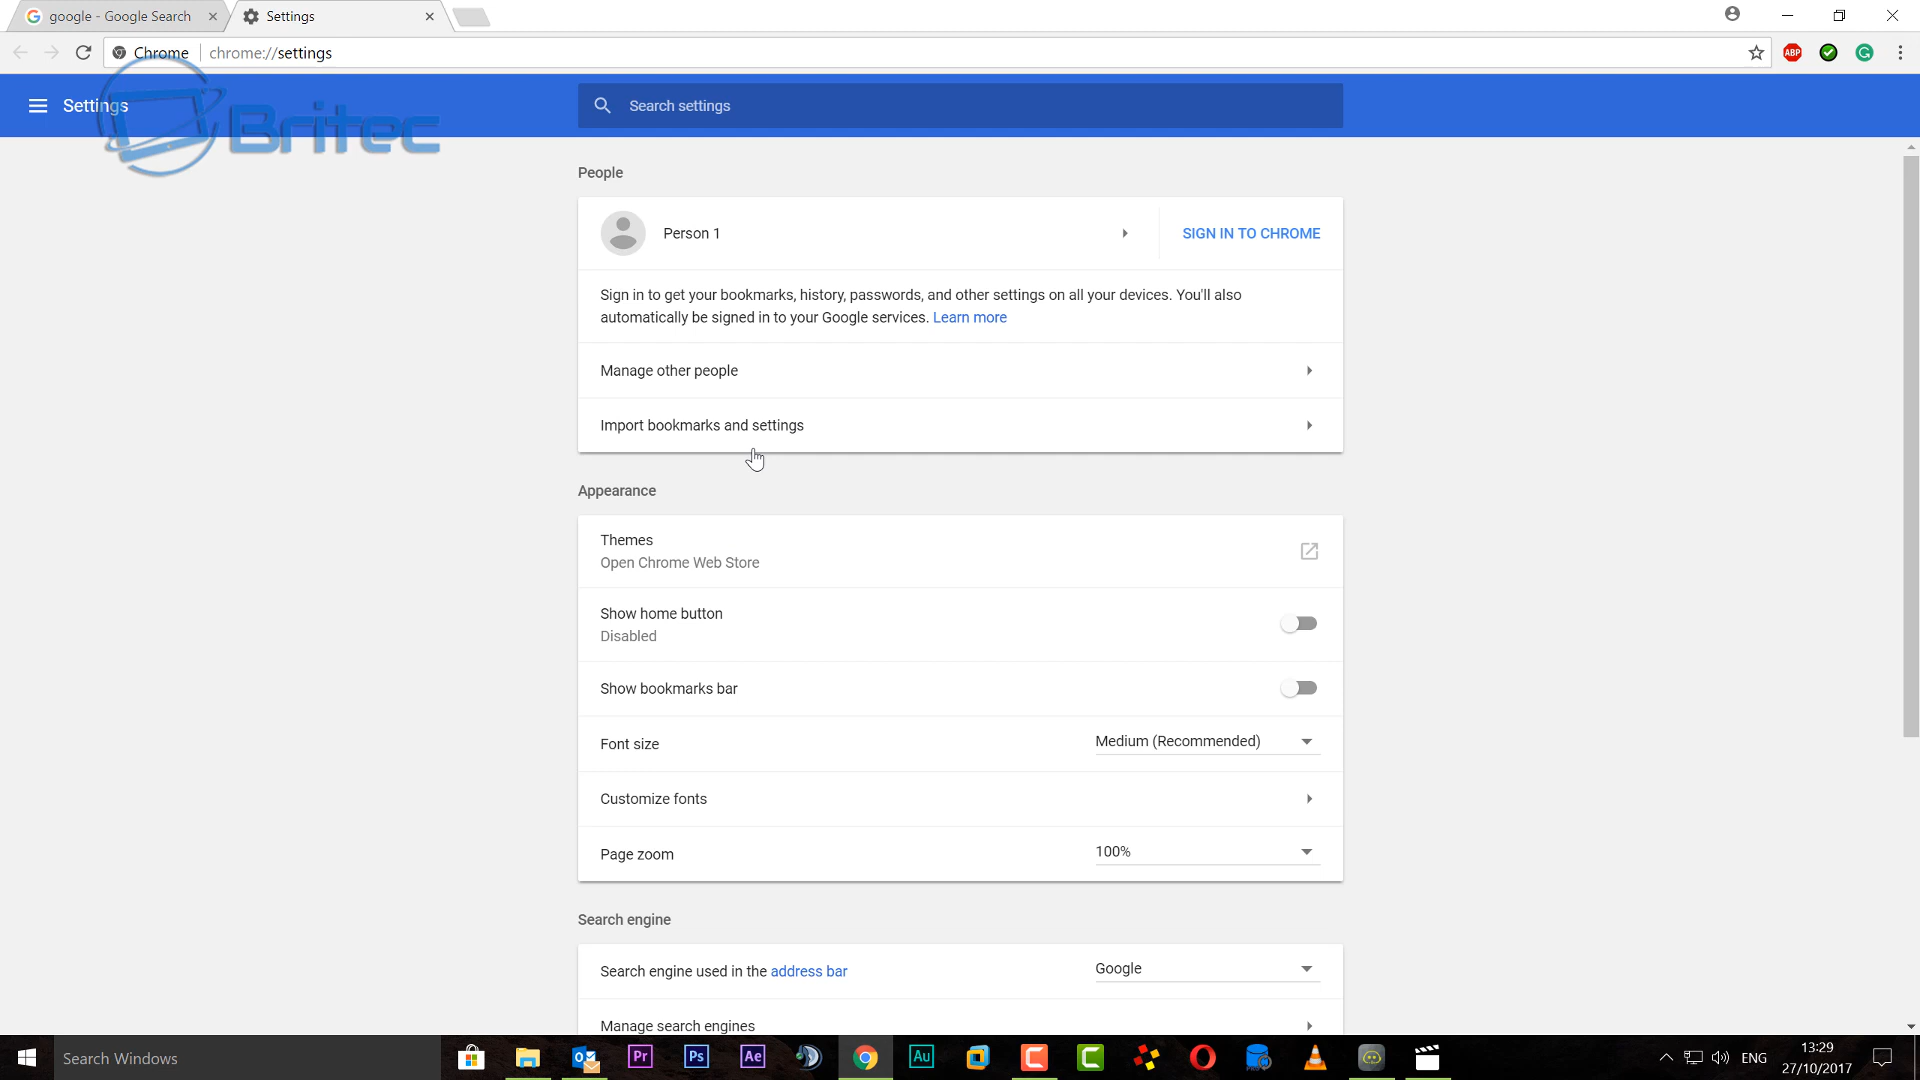 google - Google Search
Settings
Chrome
chrome://settings
ABP
Settings
Search settings
Britec
People
Person 1
SIGN IN TO CHROME
Sign in to get your bookmarks, history, passwords, and other settings on all your devices. You'll also
automatically be signed in to your Google services. Learn more
Manage other people
Import bookmarks and settings
Appearance
Themes
Open Chrome Web Store
Show home button
Disabled
Show bookmarks bar
Font size
Medium (Recommended)
Customize fonts
Page zoom
100%
Search engine
Search engine used in the address bar
Google
Manage search engines
Search Windows
Pr
Ps
Ae
Au
ENG
13:29
27/10/2017